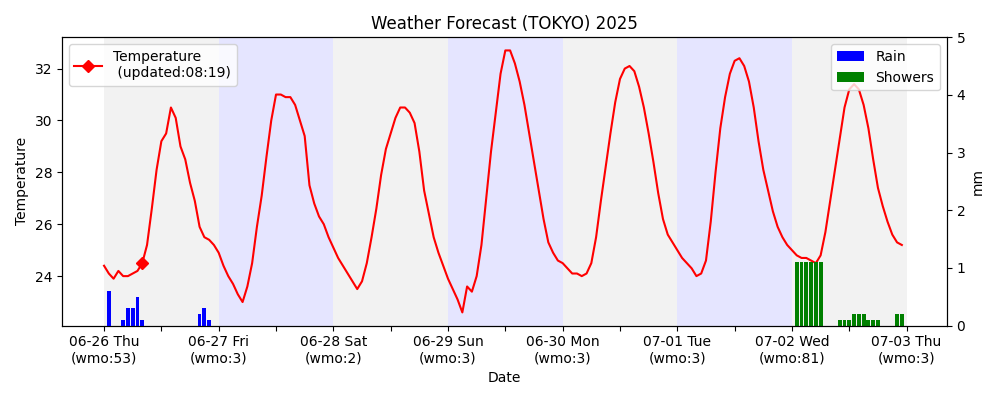 Weather Forecast (TOKYO) 2025
Temperature
(updated:08:19)
Rain
Showers
Temperature
32
30
28
26
24
5
4
3
2
1
0
mm
06-26 Thu
(wmo:53)
06-27 Fri
(wmo:3)
06-28 Sat
(wmo:2)
06-29 Sun
(wmo:3)
06-30 Mon
(wmo:3)
07-01 Tue
(wmo:3)
07-02 Wed
(wmo:81)
07-03 Thu
(wmo:3)
Date